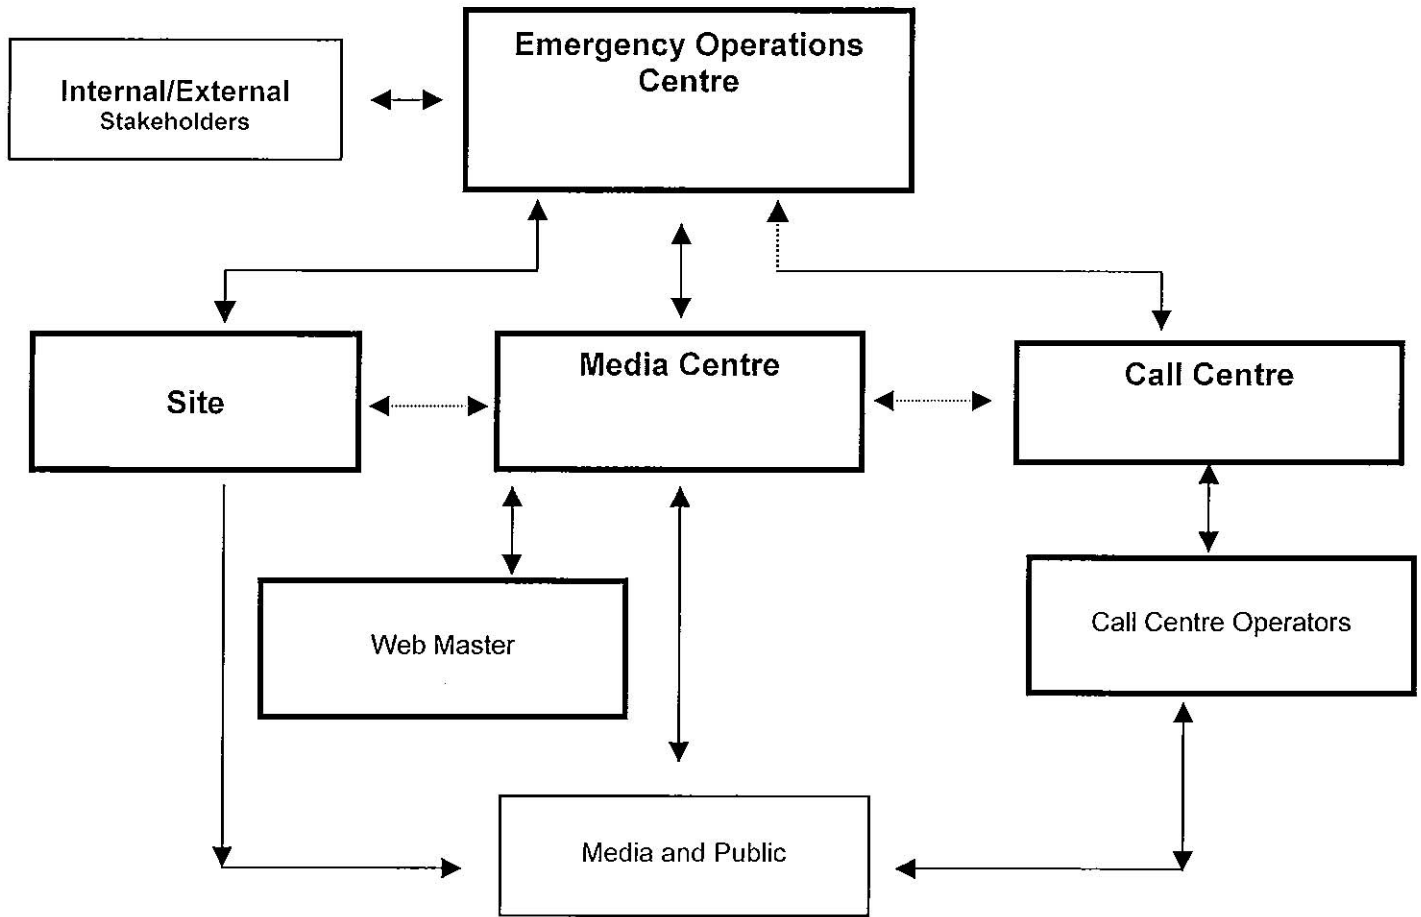 Emergency Operations
Centre
Internal/External
Stakeholders
Site
Media Centre
Call Centre
Web Master
Call Centre Operators
Media and Public